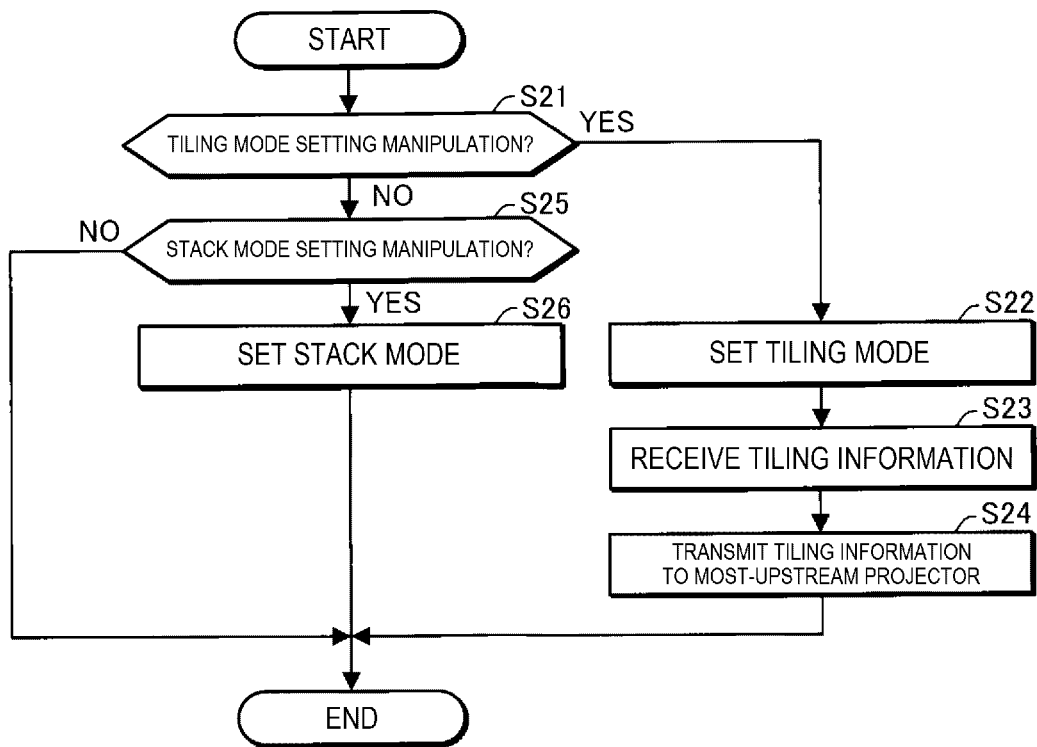 START
S21
TILING MODE SETTING MANIPULATION?
YES
NO
S25
NO
STACK MODE SETTING MANIPULATION?
YES
S26
SET STACK MODE
S22
SET TILING MODE
S23
RECEIVE TILING INFORMATION
S24
TRANSMIT TILING INFORMATION
TO MOST-UPSTREAM PROJECTOR
END